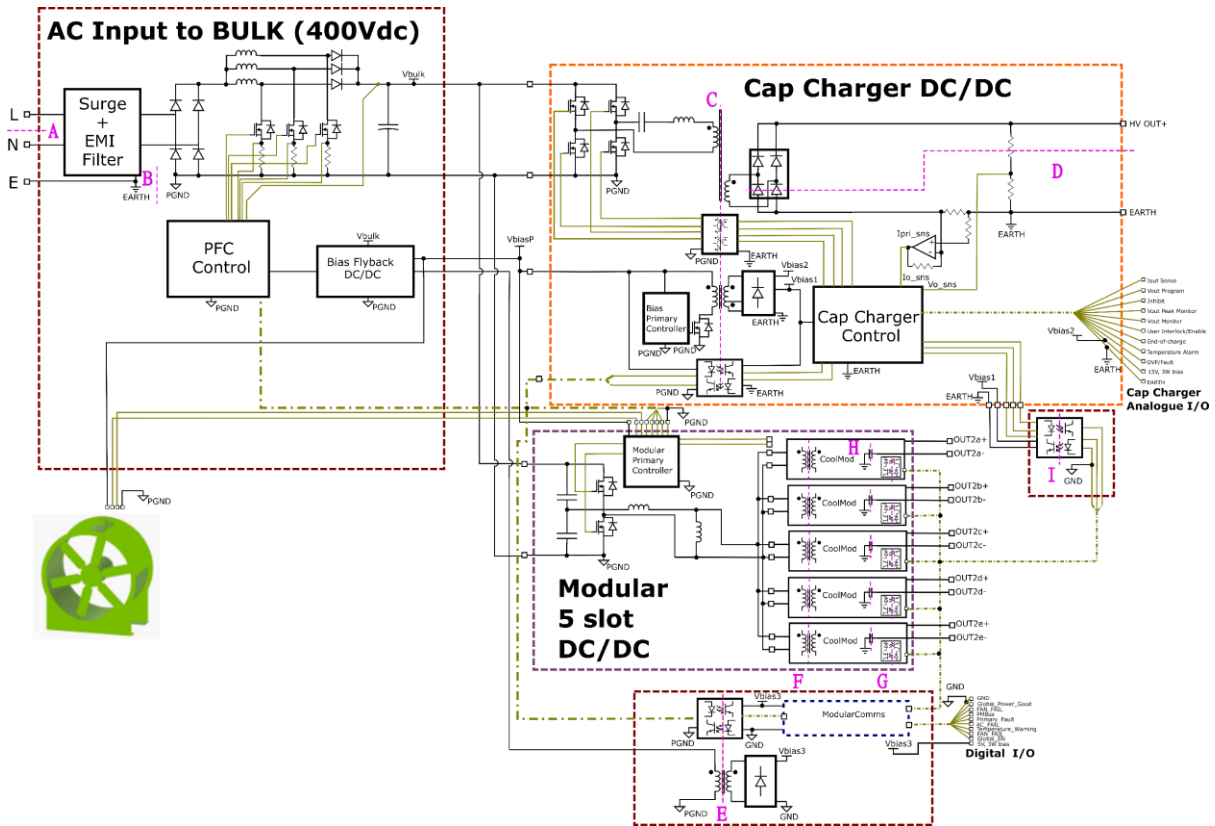 AC Input to BULK (400Vdc)
Vbulk
L
A
N
E
Surge
+
EMI
Filter
B
EARTH
PGND
PFC
Control
PGND
Vbulk
Bias Flyback
DC/DC
PGND
VbiasP
PGND
Cap Charger DC/DC
C
PGND
HV OUT+
D
EARTH
EARTH
Ipri_sns
Io_sns
Vo_sns
PGND
EARTH
Vbias2
Vbias1
EARTH
Bias
Primary
Controller
PGND
PGND
PGND
EARTH
Cap Charger
Control
EARTH
Iout Sense
Vout Program
Inhibit
Vout Peak Monitor
Vout Monitor
User Interlock/Enable
End-of-charge
Temperature Alarm
OVP/Fault
15V, 3W bias
EARTH
Vbias2
EARTH
Cap Charger
Analogue I/O
Vbias1
EARTH
I
GND
PGND
Modular
Primary
Controller
PGND
PGND
Modular
5 slot
DC/DC
H
CoolMod
CoolMod
CoolMod
CoolMod
CoolMod
OUT2a+
OUT2a-
OUT2b+
OUT2b-
OUT2c+
OUT2c-
OUT2d+
OUT2d-
OUT2e+
OUT2e-
F
G
Vbias3
ModularComms
PGND
GND
Vbias3
PGND
E
GND
GND
Vbias3
GND
Global_Power_Good
FAN_FAIL
PMBus
Primary_Fault
AC_FAIL
Temperature_Warning
FAN_FAIL
Global_Inh
5V, 3W bias
Digital I/O